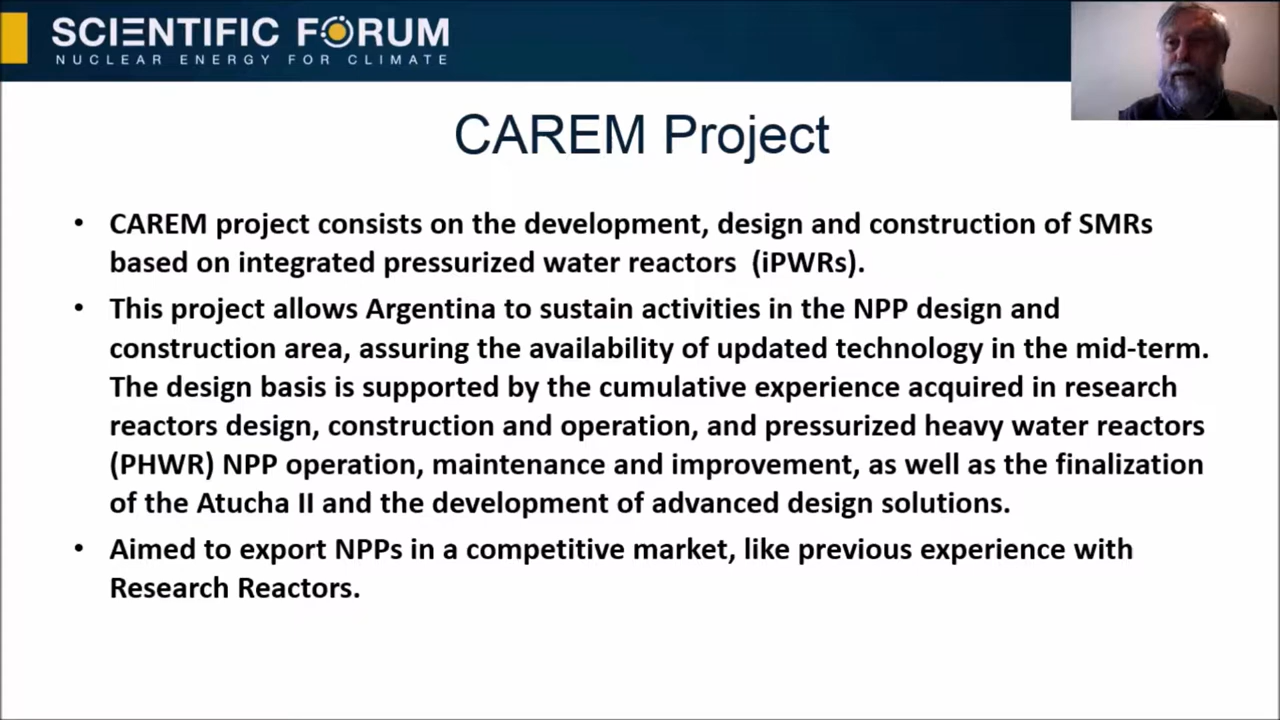 SCIENTIFIC FORUM
NUCLEAR ENERGY FOR CLIMATE
CAREM Project
• CAREM project consists on the development, design and construction of SMRs
based on integrated pressurized water reactors (iPWRs).
• This project allows Argentina to sustain activities in the NPP design and
construction area, assuring the availability of updated technology in the mid-term.
The design basis is supported by the cumulative experience acquired in research
reactors design, construction and operation, and pressurized heavy water reactors
(PHWR) NPP operation, maintenance and improvement, as well as the finalization
of the Atucha II and the development of advanced design solutions.
• Aimed to export NPPs in a competitive market, like previous experience with
Research Reactors.